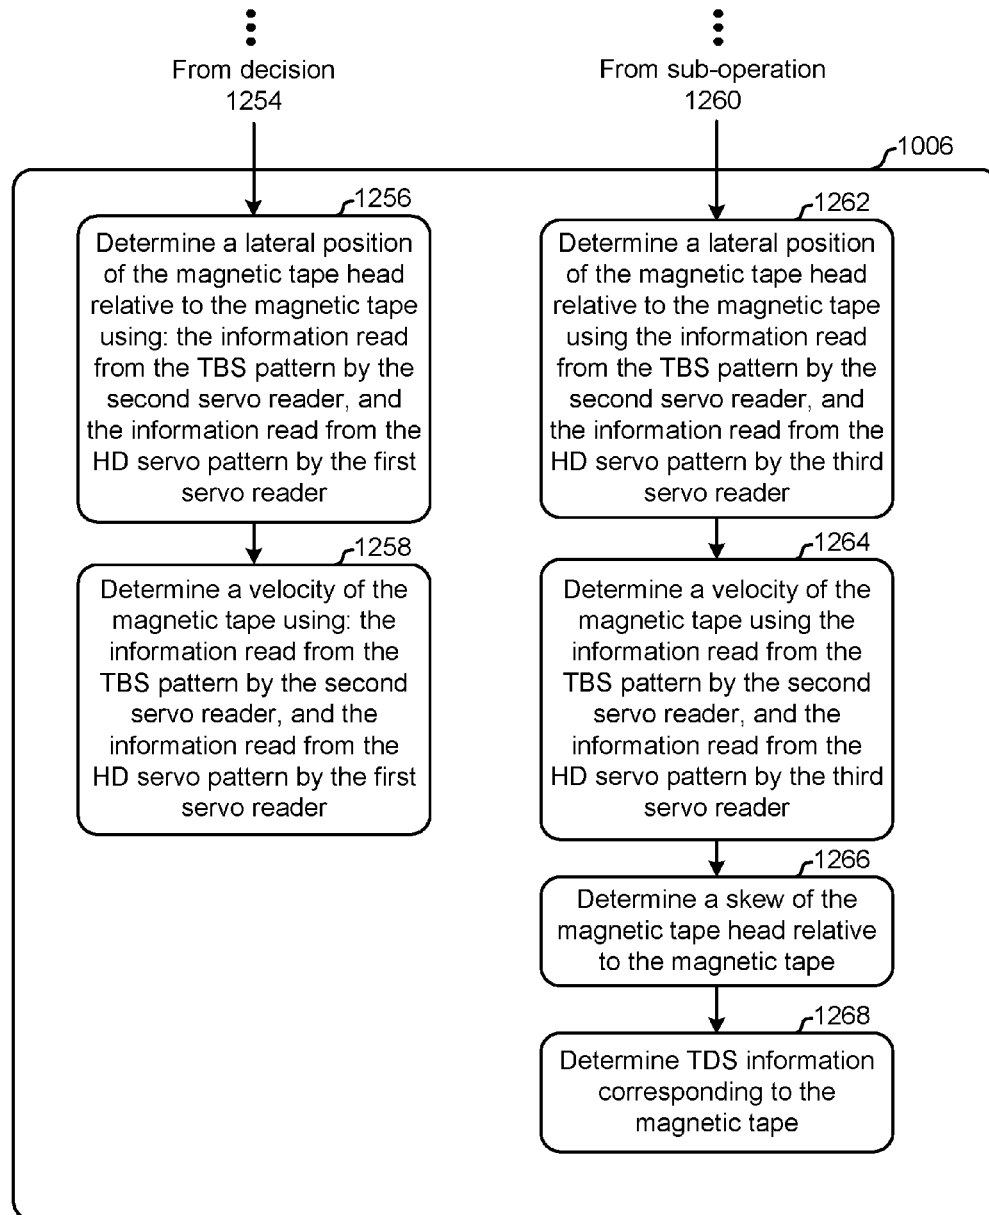 From decision
1254
From sub-operation
1260
1006
1256
Determine a lateral position
of the magnetic tape head
relative to the magnetic tape
using: the information read
from the TBS pattern by the
second servo reader, and
the information read from the
HD servo pattern by the first
servo reader
1258
Determine a velocity of the
magnetic tape using: the
information read from the
TBS pattern by the second
servo reader, and the
information read from the
HD servo pattern by the first
servo reader
1262
Determine a lateral position
of the magnetic tape head
relative to the magnetic tape
using the information read
from the TBS pattern by the
second servo reader, and
the information read from the
HD servo pattern by the third
servo reader
1264
Determine a velocity of the
magnetic tape using the
information read from the
TBS pattern by the second
servo reader, and the
information read from the
HD servo pattern by the third
servo reader
1266
Determine a skew of the
magnetic tape head relative
to the magnetic tape
1268
Determine TDS information
corresponding to the
magnetic tape